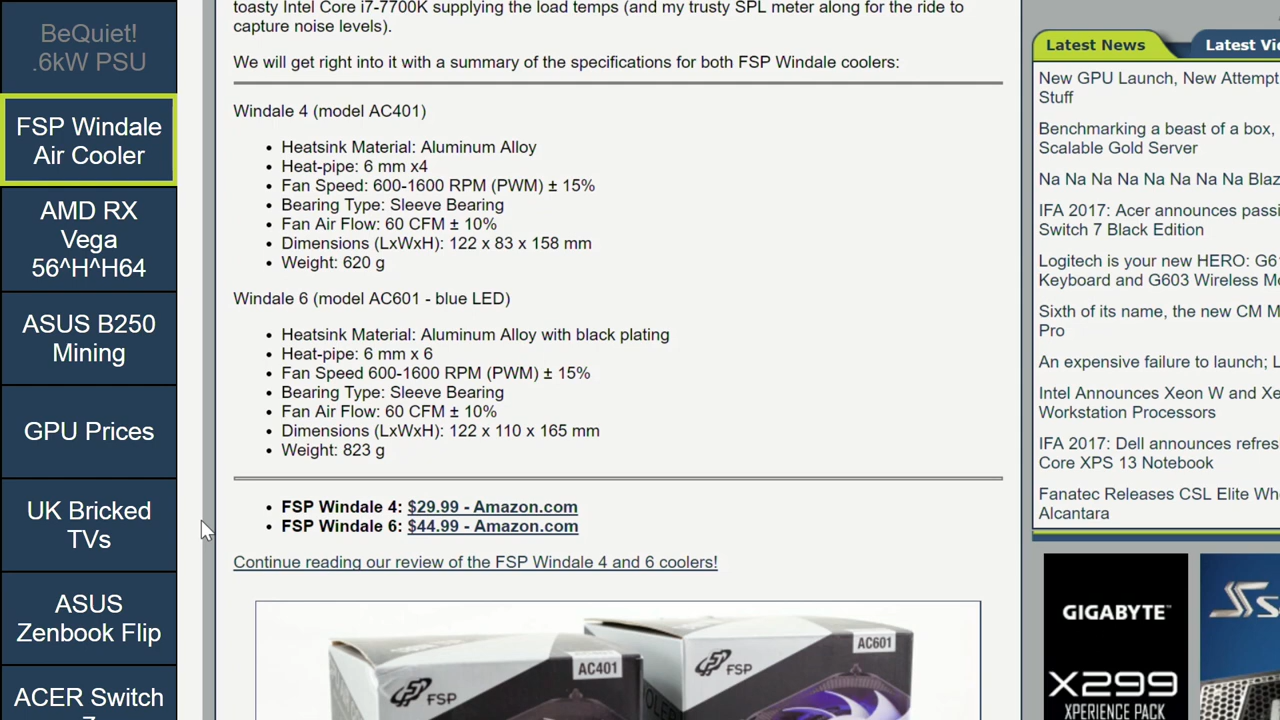 BeQuiet!
.6kW PSU
FSP Windale
Air Cooler
AMD RX
Vega
56^H^H64
ASUS B250
Mining
GPU Prices
UK Bricked
TVs
ASUS
Zenbook Flip
ACER Switch
toasty Intel Core i7-7700K supplying the load temps (and my trusty SPL meter along for the ride to
capture noise levels).
We will get right into it with a summary of the specifications for both FSP Windale coolers:
Windale 4 (model AC401)
• Heatsink Material: Aluminum Alloy
• Heat-pipe: 6 mm x4
• Fan Speed: 600-1600 RPM (PWM) ± 15%
• Bearing Type: Sleeve Bearing
• Fan Air Flow: 60 CFM ± 10%
• Dimensions (LxWxH): 122 x 83 x 158 mm
• Weight: 620 g
Windale 6 (model AC601 - blue LED)
• Heatsink Material: Aluminum Alloy with black plating
• Heat-pipe: 6 mm x 6
• Fan Speed 600-1600 RPM (PWM) ± 15%
• Bearing Type: Sleeve Bearing
• Fan Air Flow: 60 CFM ± 10%
• Dimensions (LxWxH): 122 x 110 x 165 mm
• Weight: 823 g
• FSP Windale 4: $29.99 - Amazon.com
• FSP Windale 6: $44.99 - Amazon.com
Continue reading our review of the FSP Windale 4 and 6 coolers!
AC401
FSP
AC601
FSP
Latest News
Latest Vi
New GPU Launch, New Attempt
Stuff
Benchmarking a beast of a box,
Scalable Gold Server
Na Na Na Na Na Na Na Na Blaz
IFA 2017: Acer announces pass
Switch 7 Black Edition
Logitech is your new HERO: G6
Keyboard and G603 Wireless Mo
Sixth of its name, the new CM M
Pro
An expensive failure to launch; L
Intel Announces Xeon W and Xe
Workstation Processors
IFA 2017: Dell announces refres
Core XPS 13 Notebook
Fanatec Releases CSL Elite Whe
Alcantara
GIGABYTE™
X299
XPERIENCE PACK